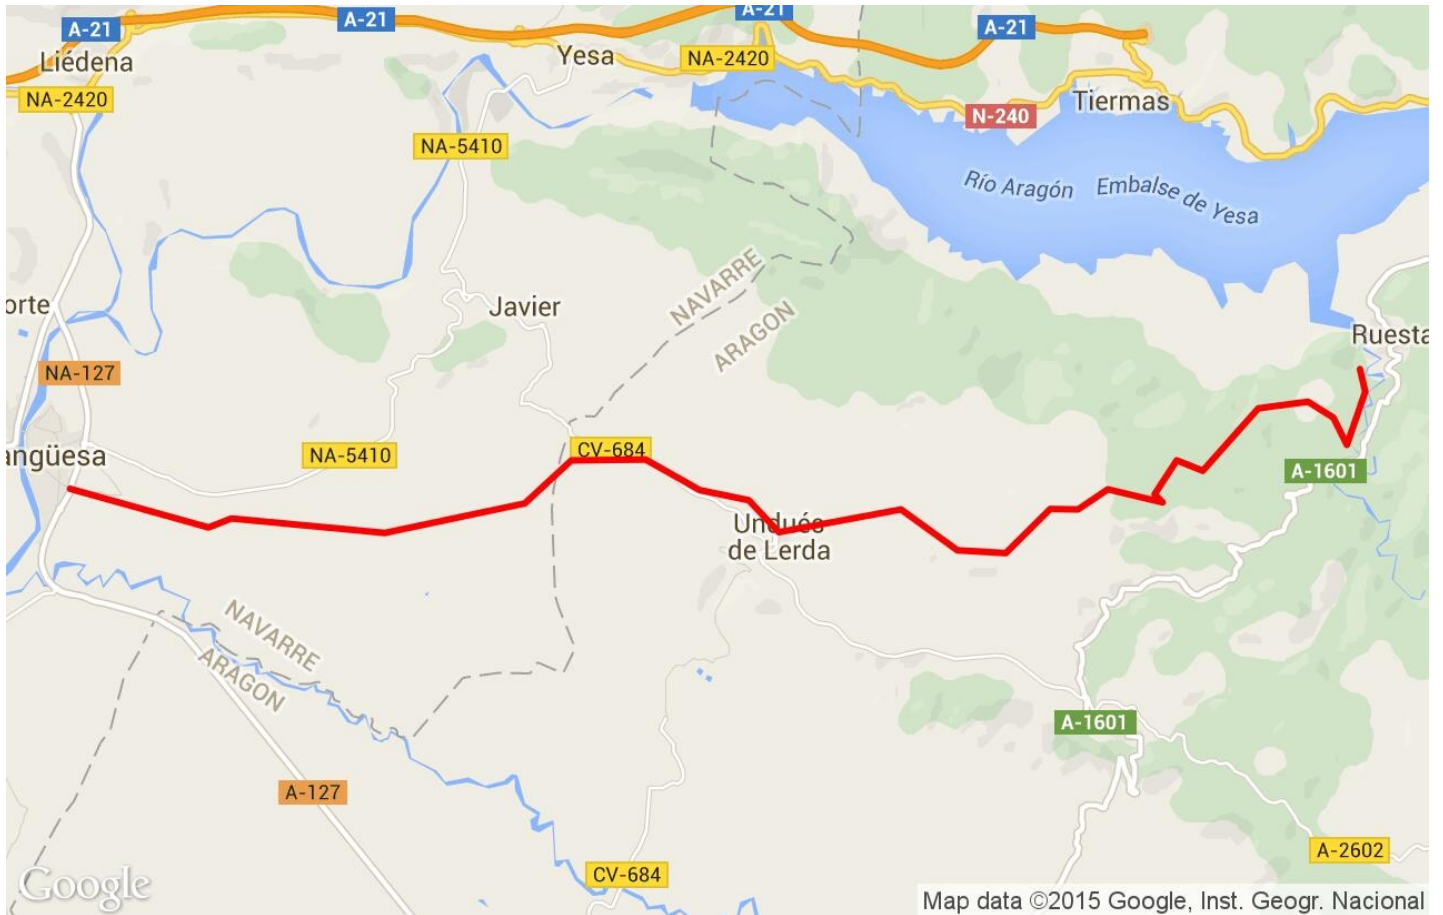 A-21
A-21
A-21
A-21
Liédena
Yesa
NA-2420
NA-2420
Tiermas
N-240
NA-5410
Río Aragón
Embalse de Yesa
NAVARRE
ARAGON
orte
Javier
Ruesta
NA-127
angüesa
NA-5410
CV-684
A-1601
Undués
de Lerda
NAVARRE
ARAGON
A-1601
A-127
A-2602
CV-684
Google
Map data ©2015 Google, Inst. Geogr. Nacional